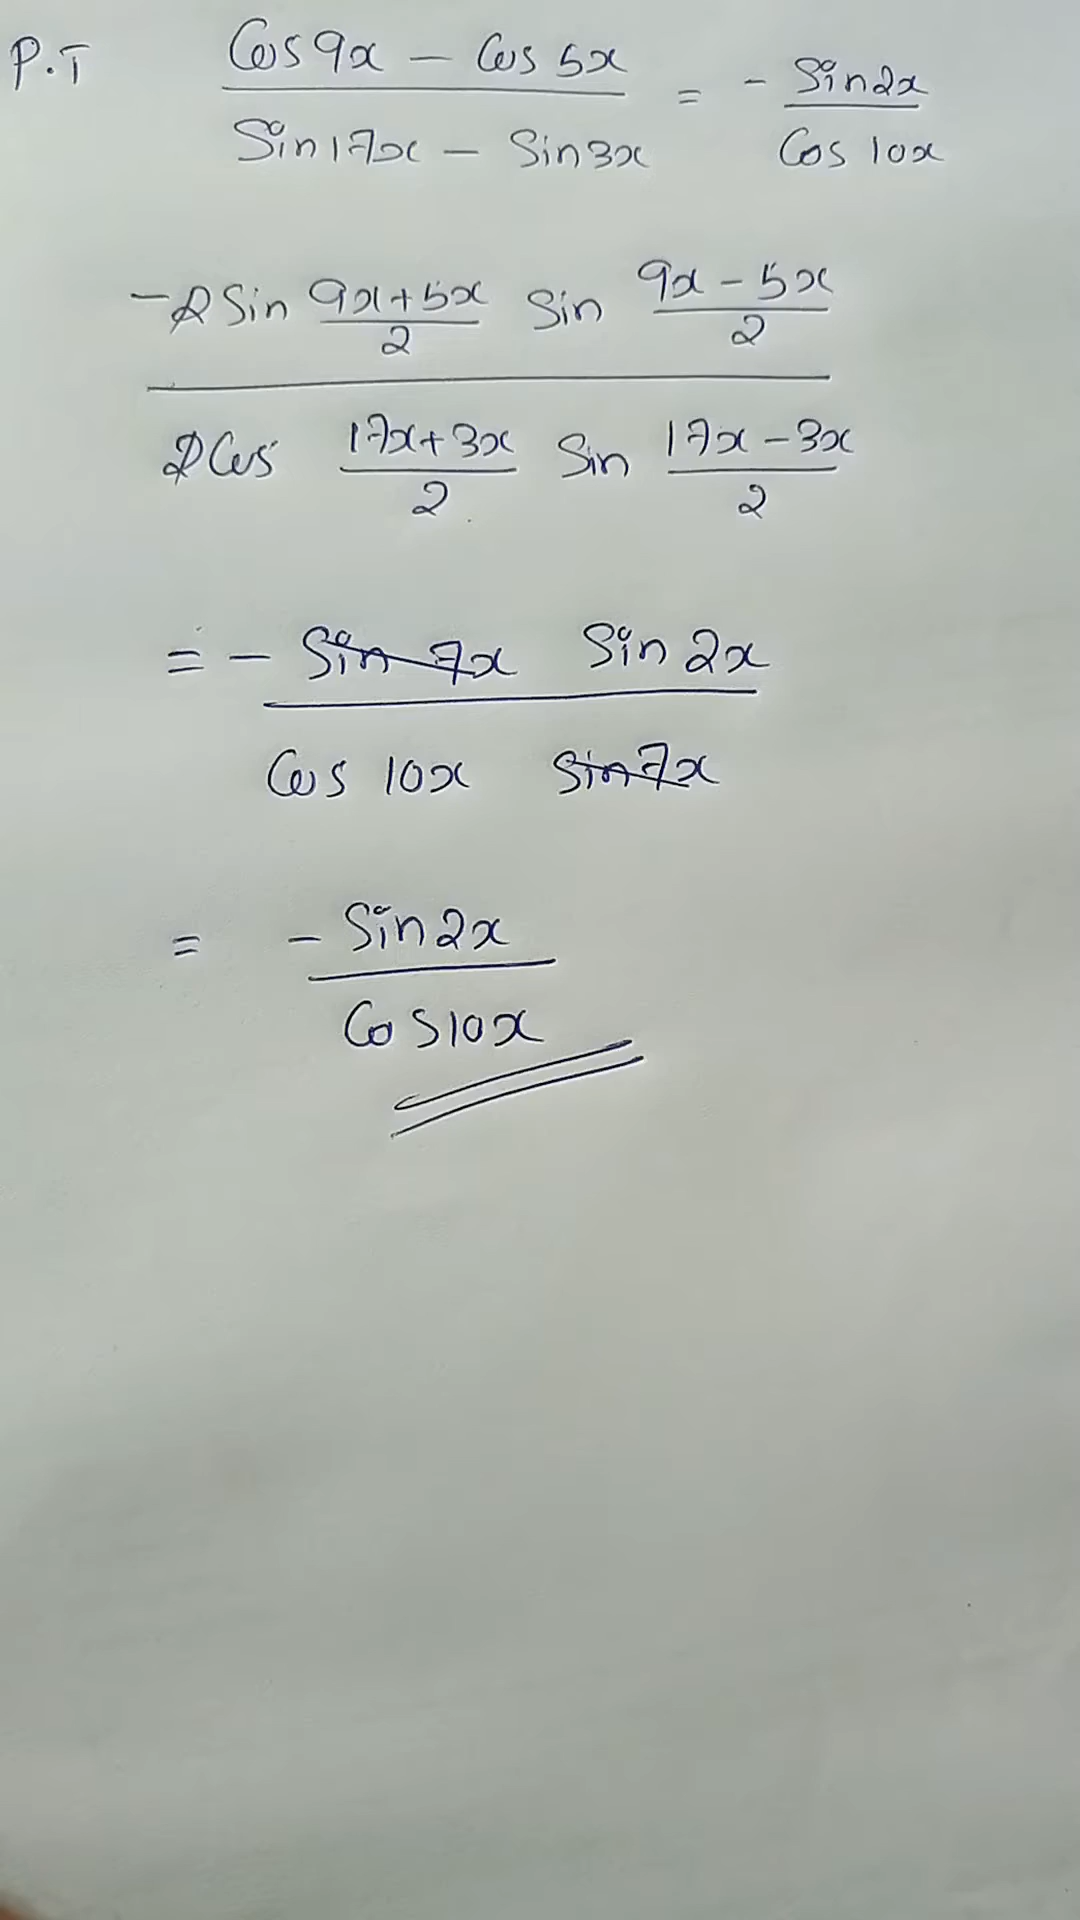 P.T Cos 9x - Cos 5x / Sin 17x - Sin 3x = - Sin 2x / Cos 10x
-2 Sin 9x+5x / 2 Sin 9x-5x / 2
2 Cos 17x+3x / 2 Sin 17x-3x / 2
= - Sin 7x Sin 2x
Cos 10x Sin 7x
= - Sin 2x
Cos 10x